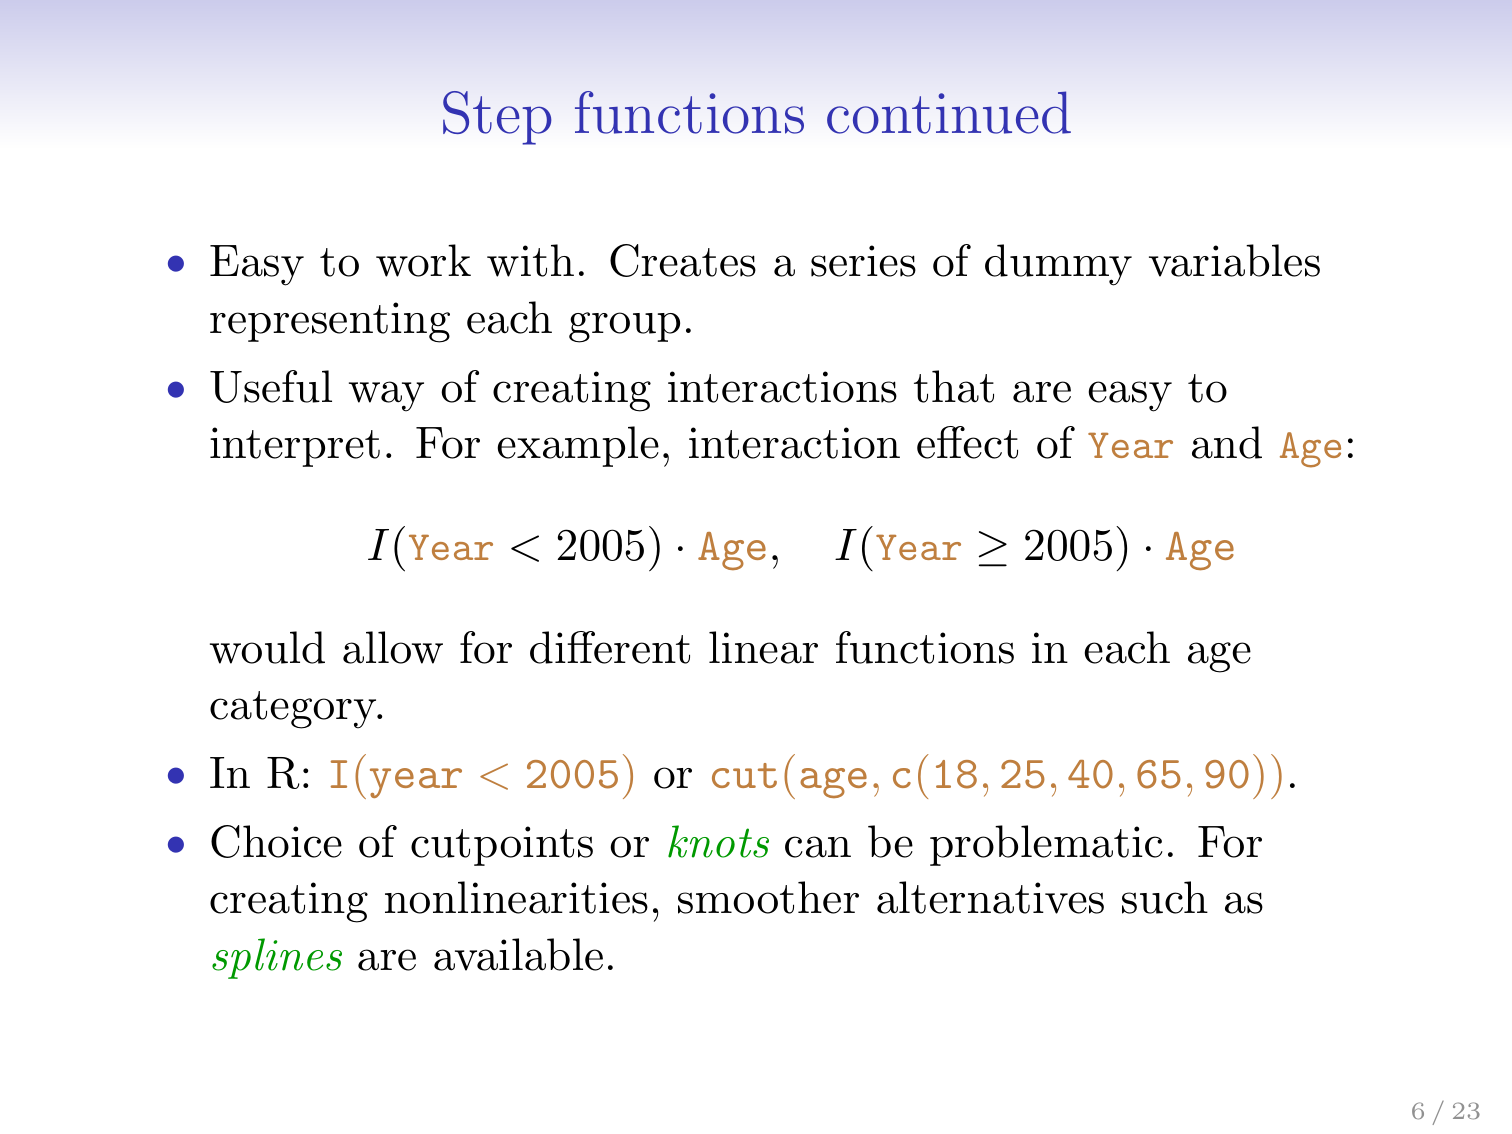 Step functions continued
• Easy to work with. Creates a series of dummy variables
representing each group.
• Useful way of creating interactions that are easy to
interpret. For example, interaction effect of Year and Age:
I(Year < 2005) · Age, I(Year ≥ 2005) · Age
would allow for different linear functions in each age
category.
• In R: I(year < 2005) or cut(age, c(18, 25, 40, 65, 90)).
• Choice of cutpoints or knots can be problematic. For
creating nonlinearities, smoother alternatives such as
splines are available.
6 / 23